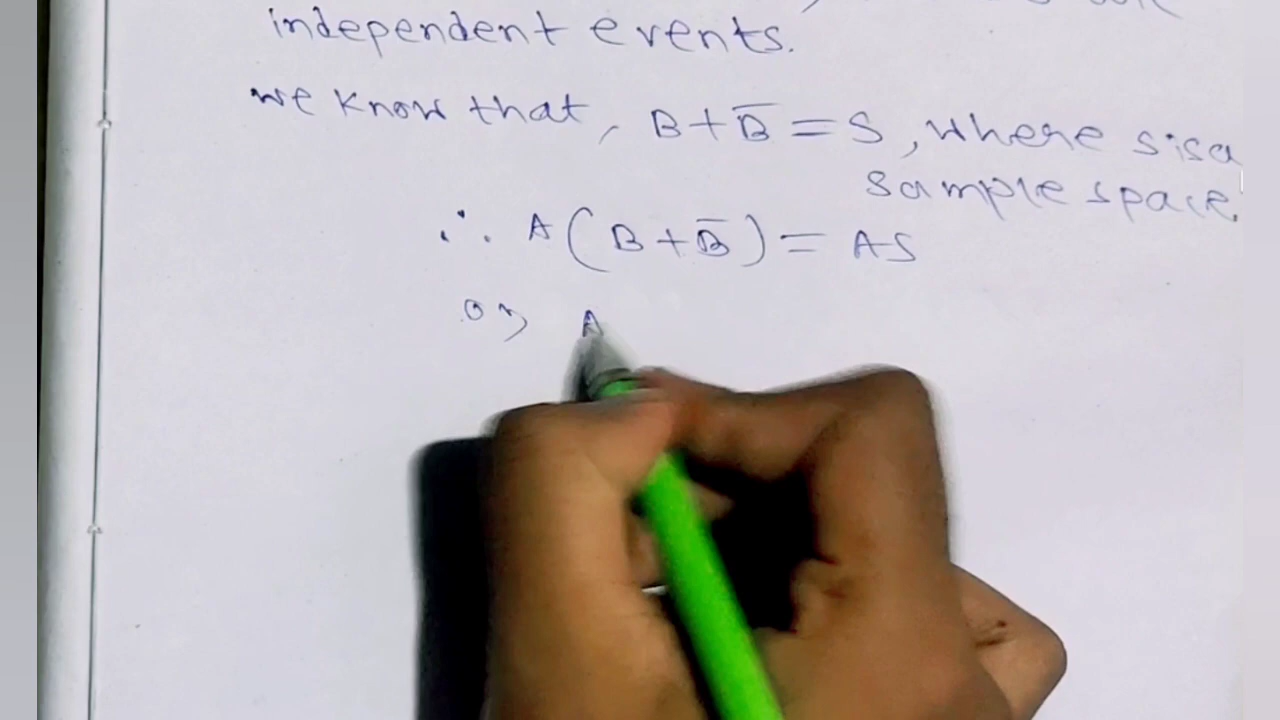 independent events.
we know that, B + B̅ = S, where S is a
sample space.
∴ A(B + B̅) = AS
or, A